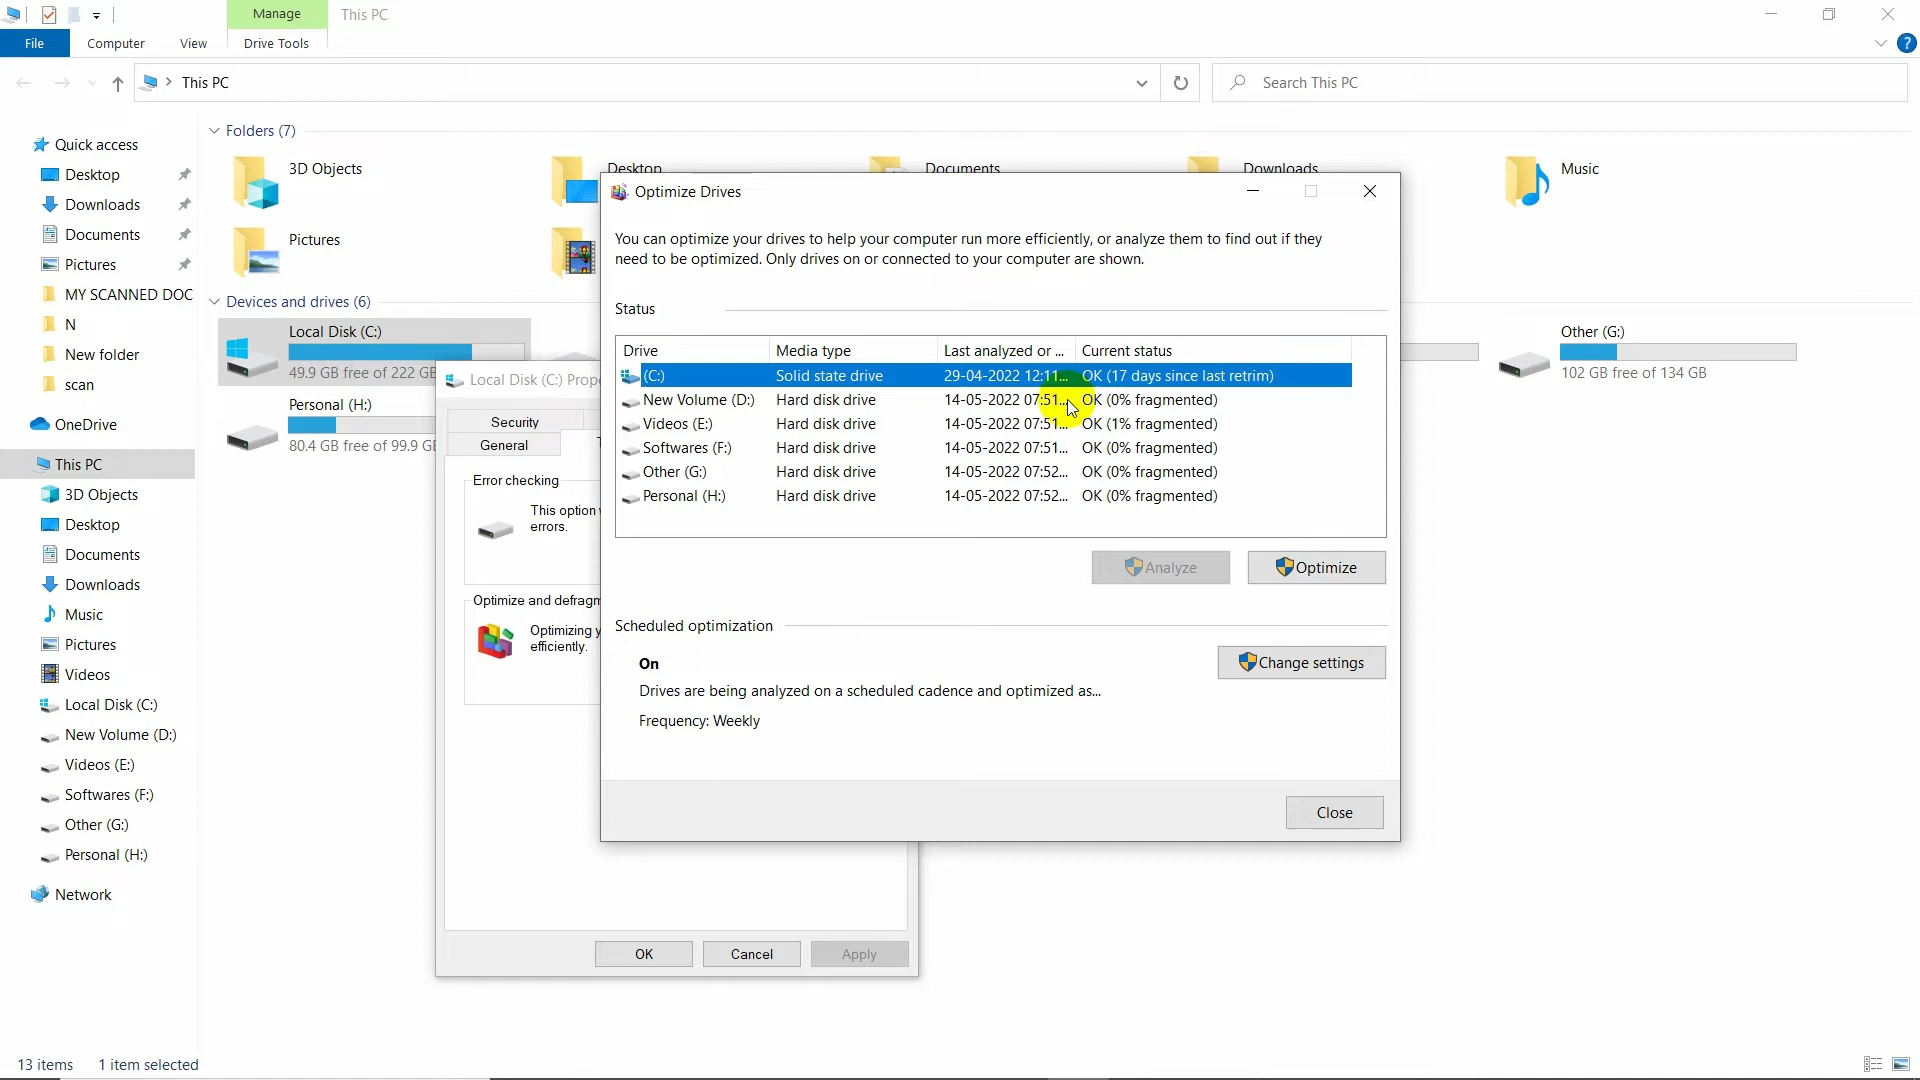 Manage
This PC
File
Computer
View
Drive Tools
This PC
Search This PC
Quick access
Desktop
Downloads
Documents
Pictures
MY SCANNED DOC
N
New folder
scan
OneDrive
This PC
3D Objects
Desktop
Documents
Downloads
Music
Pictures
Videos
Local Disk (C:)
New Volume (D:)
Videos (E:)
Softwares (F:)
Other (G:)
Personal (H:)
Network
Folders (7)
3D Objects
Desktop
Documents
Downloads
Music
Pictures
Devices and drives (6)
Local Disk (C:)
49.9 GB free of 222 GB
Other (G:)
102 GB free of 134 GB
Personal (H:)
80.4 GB free of 99.9 G
Local Disk (C:) Prope
Security
General
Error checking
This option
errors.
Optimize and defragm
Optimizing y
efficiently.
OK
Cancel
Apply
Optimize Drives
You can optimize your drives to help your computer run more efficiently, or analyze them to find out if they
need to be optimized. Only drives on or connected to your computer are shown.
Status
Drive Media type Last analyzed or ... Current status
(C:) Solid state drive 29-04-2022 12:11... OK (17 days since last retrim)
New Volume (D:) Hard disk drive 14-05-2022 07:51... OK (0% fragmented)
Videos (E:) Hard disk drive 14-05-2022 07:51... OK (1% fragmented)
Softwares (F:) Hard disk drive 14-05-2022 07:51... OK (0% fragmented)
Other (G:) Hard disk drive 14-05-2022 07:52... OK (0% fragmented)
Personal (H:) Hard disk drive 14-05-2022 07:52... OK (0% fragmented)
Analyze
Optimize
Scheduled optimization
On
Change settings
Drives are being analyzed on a scheduled cadence and optimized as...
Frequency: Weekly
Close
13 items
1 item selected